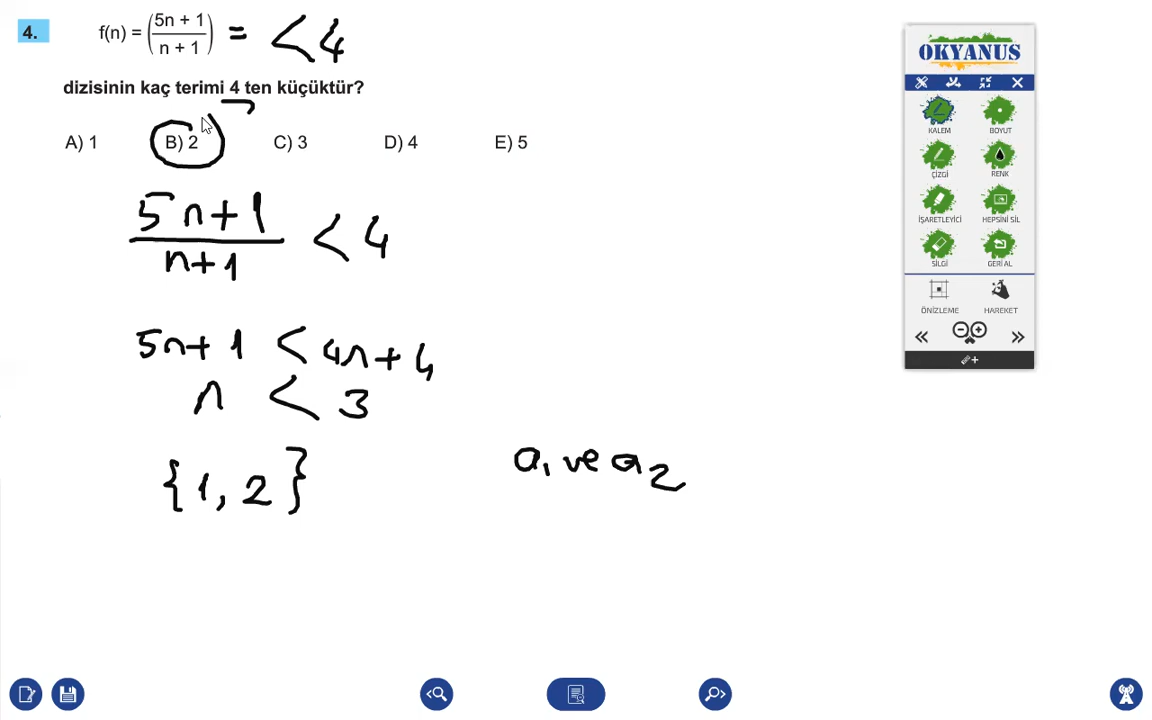 4.
f(n) = (5n + 1 / n + 1) = < 4
dizisinin kaç terimi 4 ten küçüktür?
A) 1 B) 2 C) 3 D) 4 E) 5
5n+1 / n+1 < 4
5n+1 < 4n+4
n < 3
{1, 2}
a₁ ve a₂
OKYANUS
KALEM BOYUT
ÇİZGİ RENK
İŞARETLEYİCİ HEPSİNİ SİL
SİLGİ GERİ AL
ÖNİZLEME HAREKET